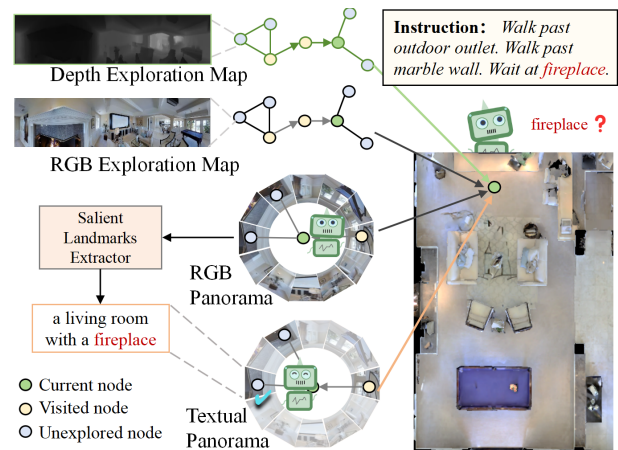 Instruction: Walk past
outdoor outlet. Walk past
marble wall. Wait at fireplace.
Depth Exploration Map
fireplace ?
RGB Exploration Map
Salient
Landmarks
Extractor
RGB
Panorama
a living room
with a fireplace
Current node
Visited node
Unexplored node
Textual
Panorama